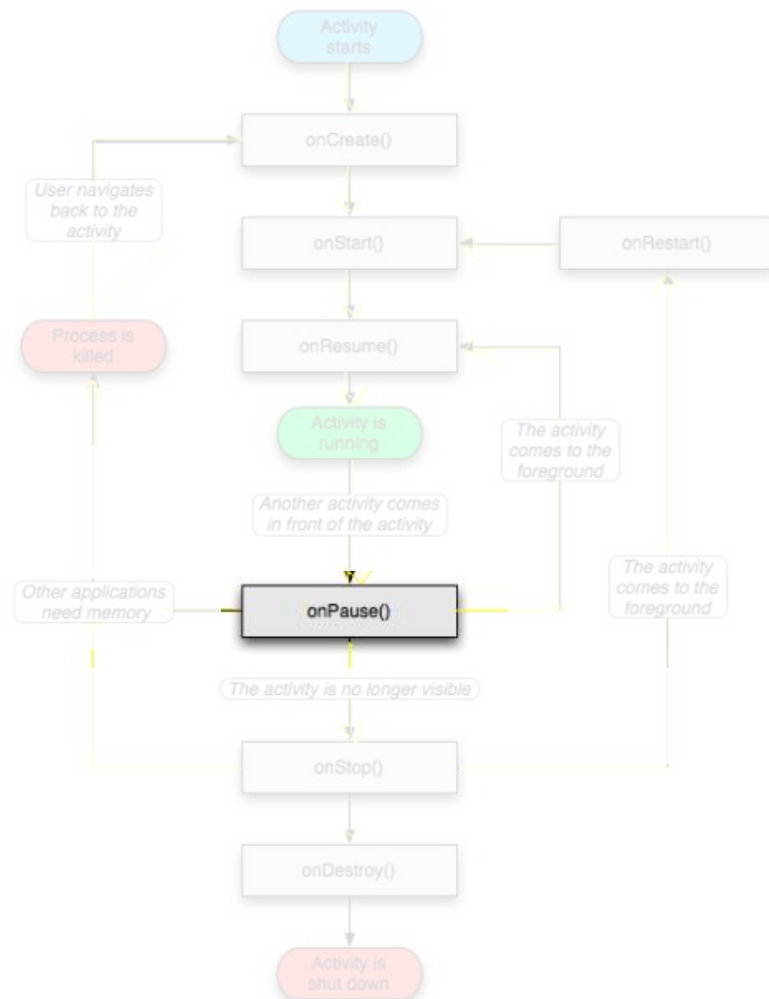 Activity
starts
onCreate()
User navigates
back to the
activity
onStart()
onRestart()
Process is
killed
onResume()
Activity is
running
The activity
comes to the
foreground
Another activity comes
in front of the activity
Other applications
need memory
onPause()
The activity
comes to the
foreground
The activity is no longer visible
onStop()
onDestroy()
Activity is
shut down